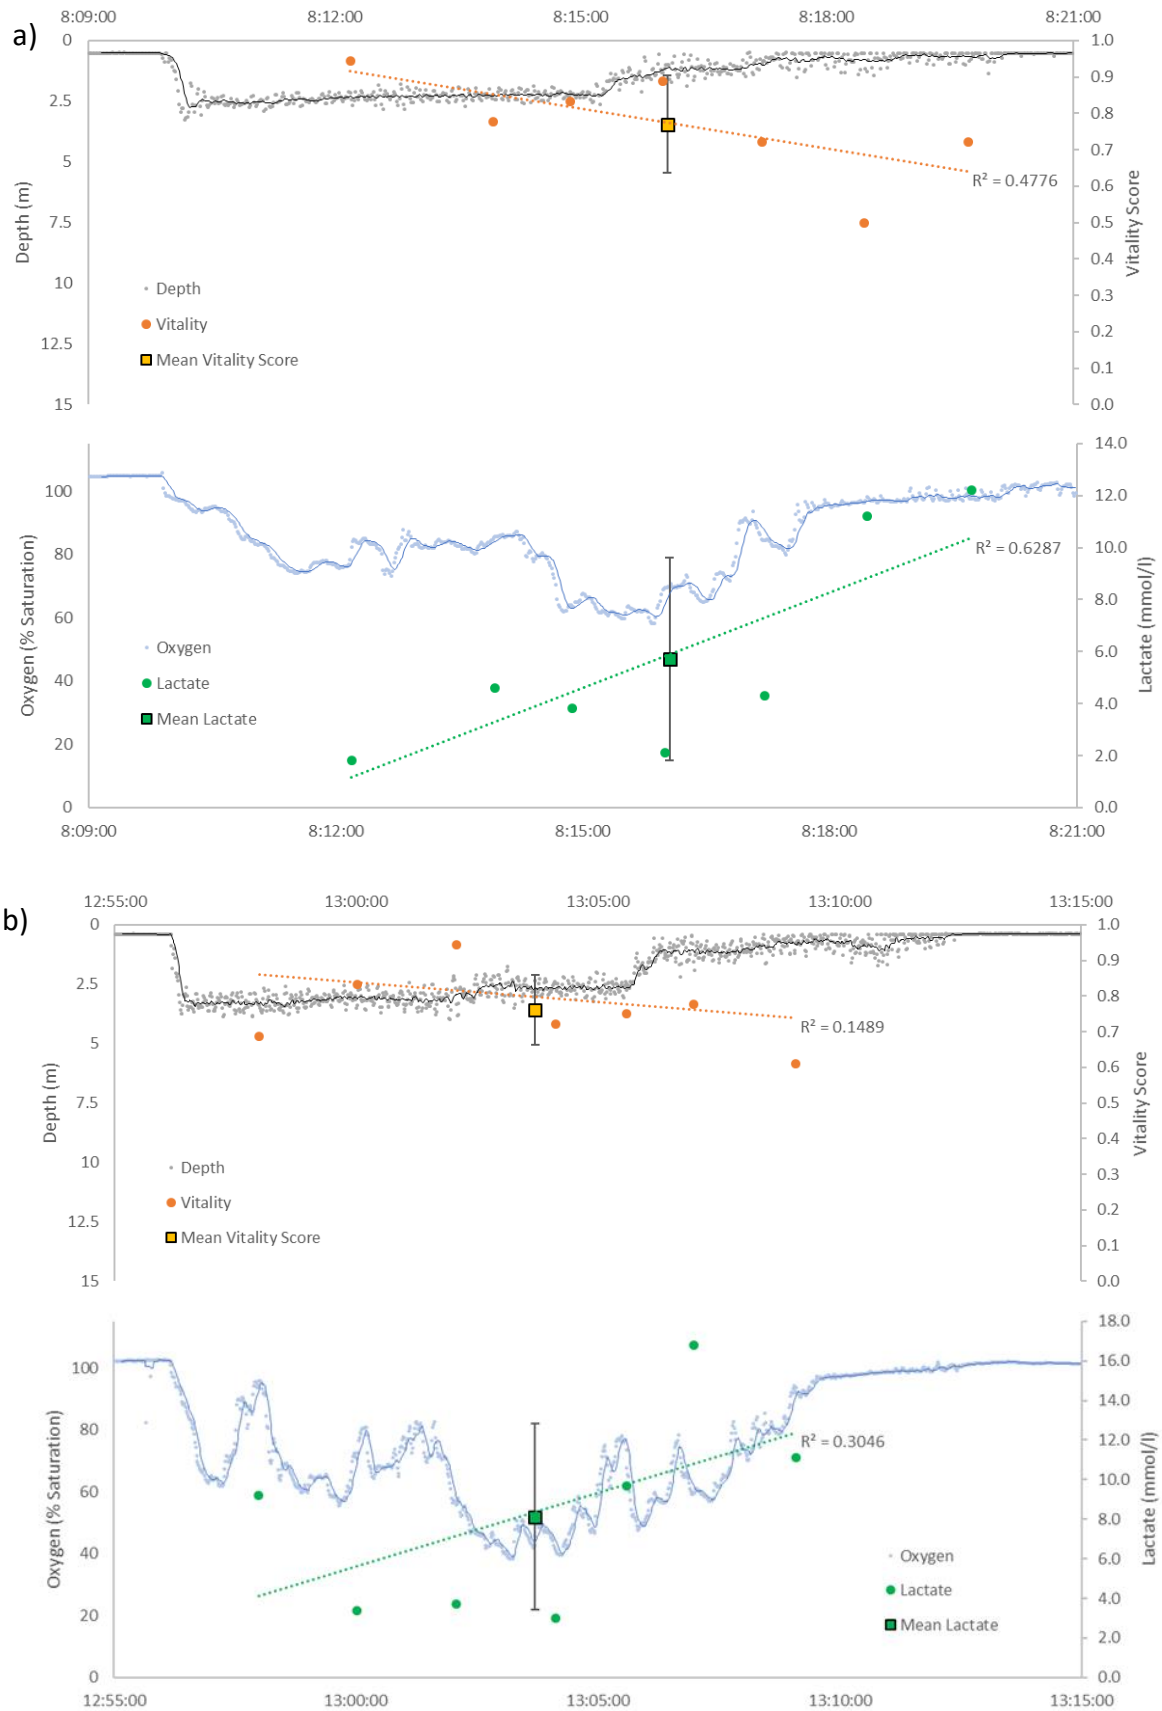 8:09:00 8:12:00 8:15:00 8:18:00 8:21:00
a)
0 1.0
0.9
2.5 0.8
5 0.7
R² = 0.4776
0.6
7.5 0.5
0.4
10 0.3
0.2
12.5
0.1
15 0.0
Depth (m)
Vitality Score
Depth
Vitality
Mean Vitality Score
14.0
100 12.0
10.0
80
R² = 0.6287
8.0
60
6.0
40 4.0
20 2.0
0 0.0
Oxygen (% Saturation)
Lactate (mmol/l)
Oxygen
Lactate
Mean Lactate
8:09:00 8:12:00 8:15:00 8:18:00 8:21:00
12:55:00 13:00:00 13:05:00 13:10:00 13:15:00
b)
0 1.0
0.9
2.5 0.8
R² = 0.1489
5 0.7
0.6
7.5 0.5
0.4
10 0.3
12.5 0.2
0.1
15 0.0
Depth (m)
Vitality Score
Depth
Vitality
Mean Vitality Score
18.0
100 16.0
14.0
80 12.0
R² = 0.3046
60 10.0
8.0
40 6.0
4.0
20 2.0
0 0.0
Oxygen (% Saturation)
Lactate (mmol/l)
Oxygen
Lactate
Mean Lactate
12:55:00 13:00:00 13:05:00 13:10:00 13:15:00